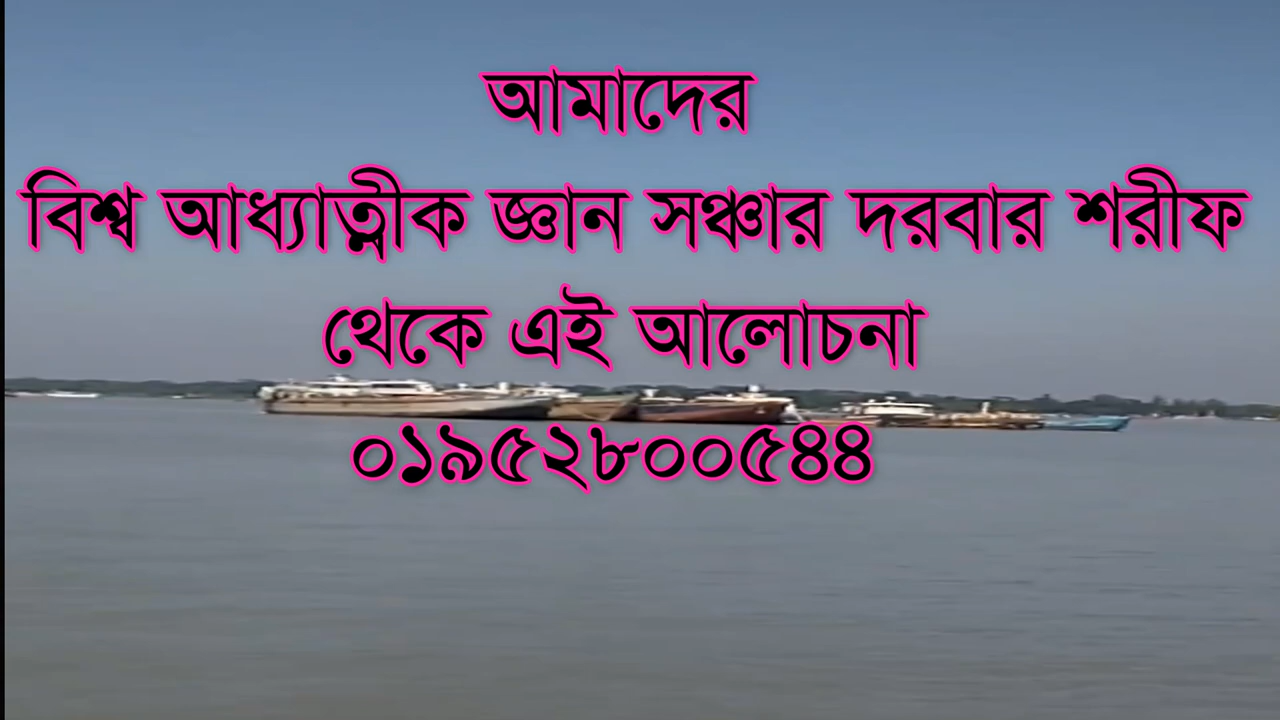 আমাদের
বিশ্ব আধ্যাত্নীক জ্ঞান সঞ্চার দরবার শরীফ
থেকে এই আলোচনা
০১৯৫২৮০০৫৪৪